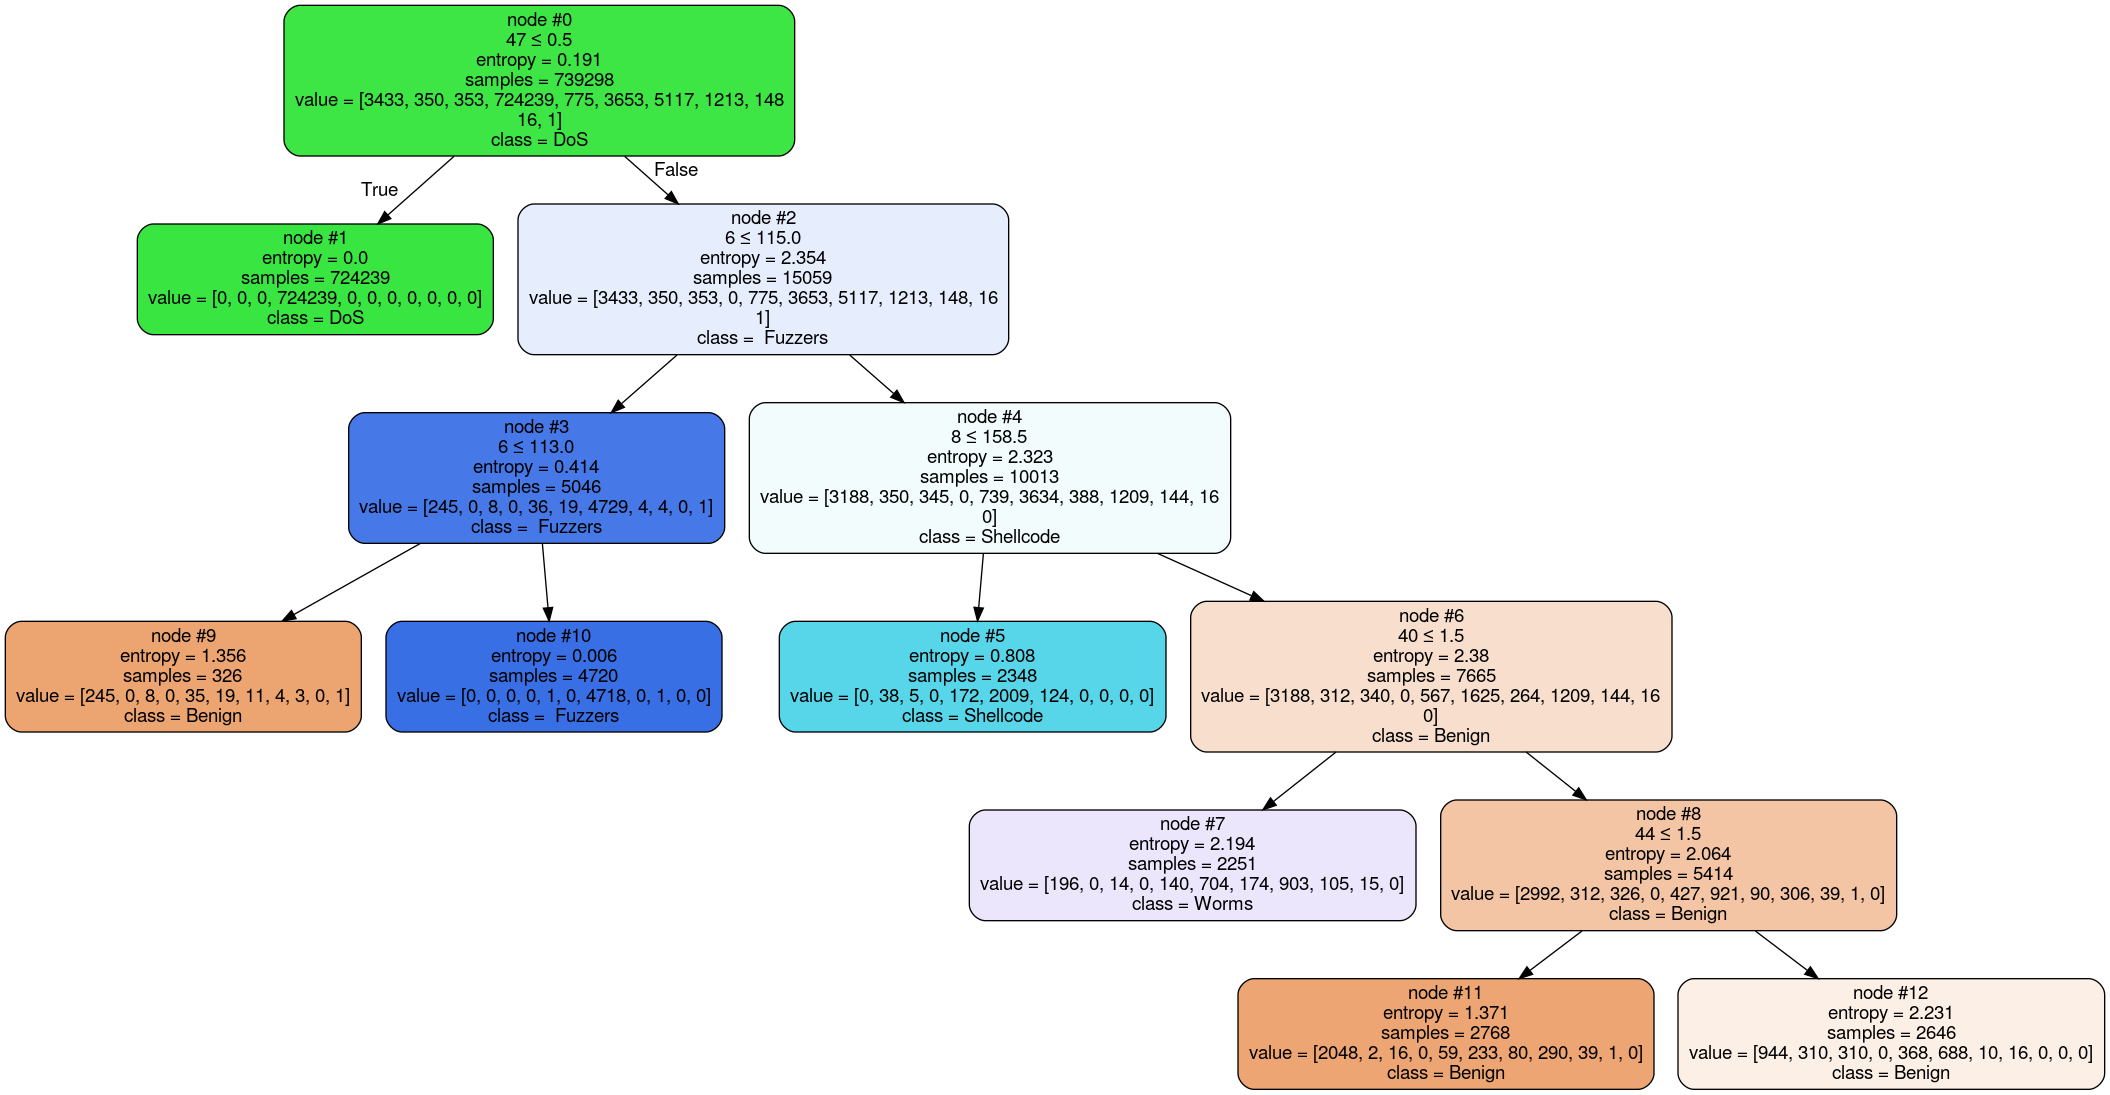 node #0
47 ≤ 0.5
entropy = 0.191
samples = 739298
value = [3433, 350, 353, 724239, 775, 3653, 5117, 1213, 148
16, 1]
class = DoS
True
False
node #1
entropy = 0.0
samples = 724239
value = [0, 0, 0, 724239, 0, 0, 0, 0, 0, 0, 0]
class = DoS
node #2
6 ≤ 115.0
entropy = 2.354
samples = 15059
value = [3433, 350, 353, 0, 775, 3653, 5117, 1213, 148, 16
1]
class =  Fuzzers
node #3
6 ≤ 113.0
entropy = 0.414
samples = 5046
value = [245, 0, 8, 0, 36, 19, 4729, 4, 4, 0, 1]
class =  Fuzzers
node #4
8 ≤ 158.5
entropy = 2.323
samples = 10013
value = [3188, 350, 345, 0, 739, 3634, 388, 1209, 144, 16
0]
class = Shellcode
node #9
entropy = 1.356
samples = 326
value = [245, 0, 8, 0, 35, 19, 11, 4, 3, 0, 1]
class = Benign
node #10
entropy = 0.006
samples = 4720
value = [0, 0, 0, 0, 1, 0, 4718, 0, 1, 0, 0]
class =  Fuzzers
node #5
entropy = 0.808
samples = 2348
value = [0, 38, 5, 0, 172, 2009, 124, 0, 0, 0, 0]
class = Shellcode
node #6
40 ≤ 1.5
entropy = 2.38
samples = 7665
value = [3188, 312, 340, 0, 567, 1625, 264, 1209, 144, 16
0]
class = Benign
node #7
entropy = 2.194
samples = 2251
value = [196, 0, 14, 0, 140, 704, 174, 903, 105, 15, 0]
class = Worms
node #8
44 ≤ 1.5
entropy = 2.064
samples = 5414
value = [2992, 312, 326, 0, 427, 921, 90, 306, 39, 1, 0]
class = Benign
node #11
entropy = 1.371
samples = 2768
value = [2048, 2, 16, 0, 59, 233, 80, 290, 39, 1, 0]
class = Benign
node #12
entropy = 2.231
samples = 2646
value = [944, 310, 310, 0, 368, 688, 10, 16, 0, 0, 0]
class = Benign